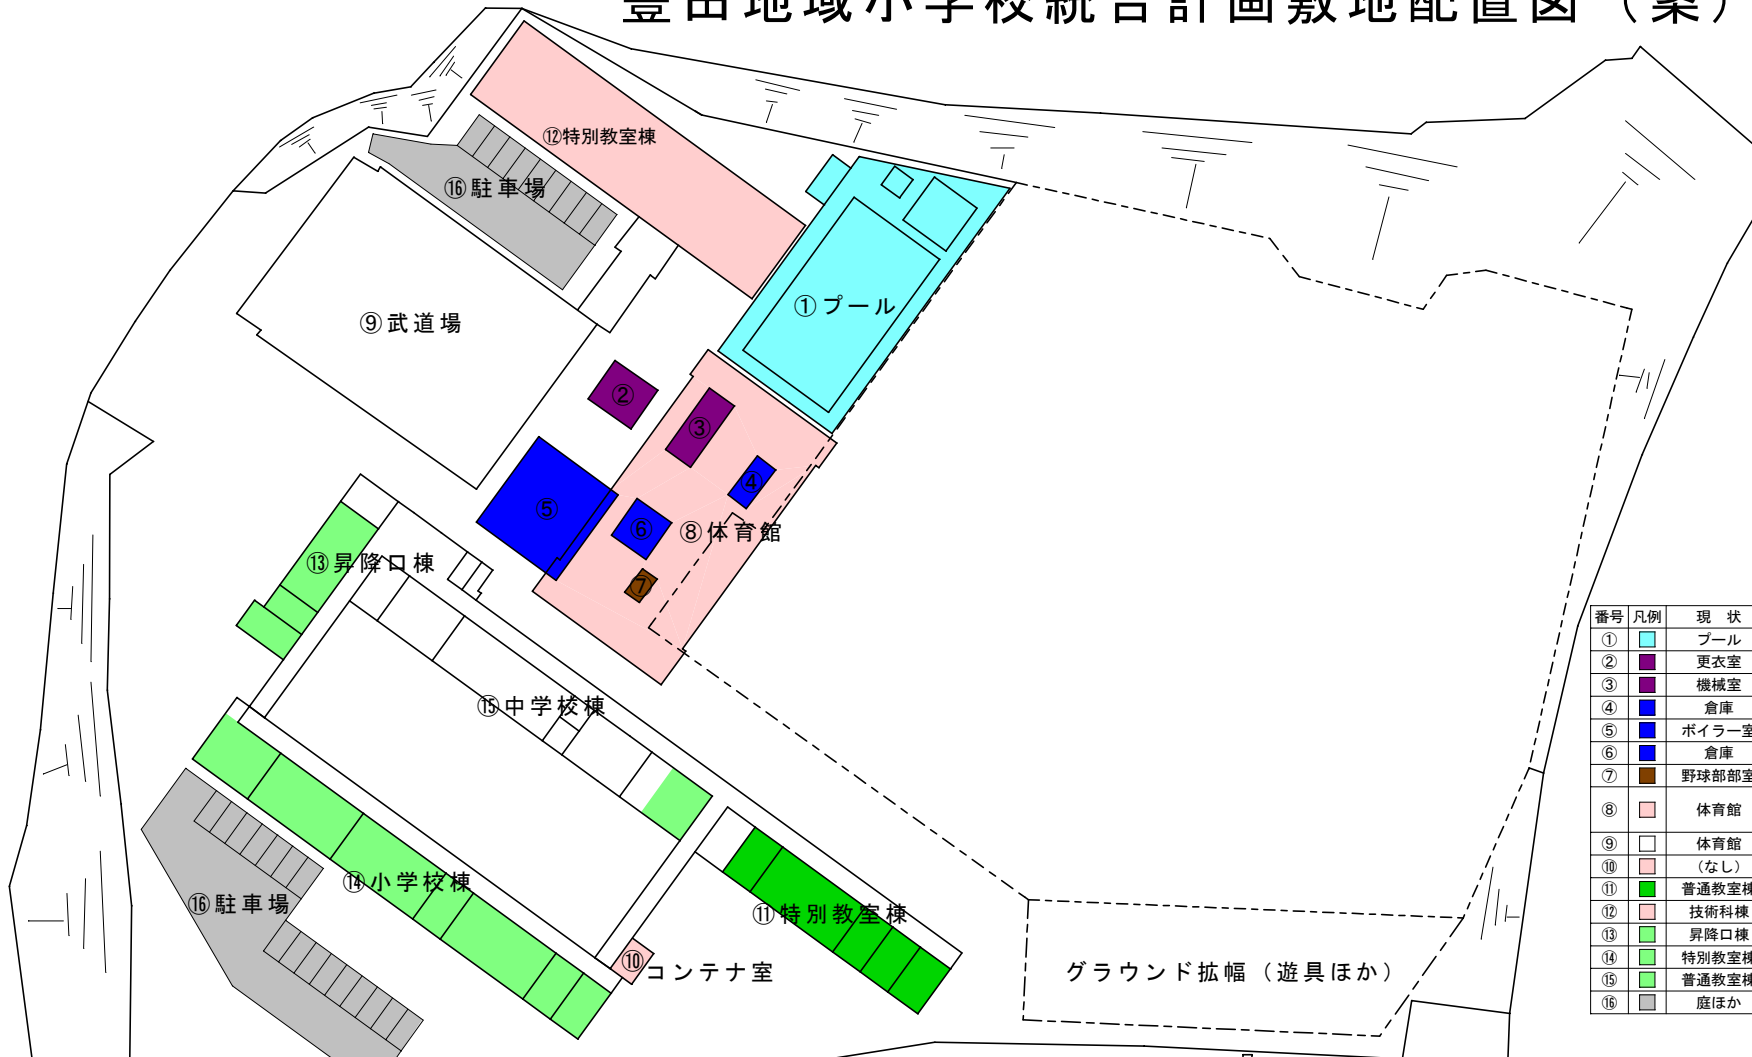 豊田地域小学校統合計画敷地配置図（案）
⑫特別教室棟
⑯駐車場
①プール
⑨武道場
②
③
④
⑤
⑥
⑧体育館
⑬昇降口棟
⑦
⑮中学校棟
⑭小学校棟
⑯駐車場
⑪特別教室棟
⑩
コンテナ室
グラウンド拡幅（遊具ほか）
番号 凡例 現 状
① プール
② 更衣室
③ 機械室
④ 倉庫
⑤ ボイラー室
⑥ 倉庫
⑦ 野球部部室
⑧ 体育館
⑨ 体育館
⑩ （なし）
⑪ 普通教室棟
⑫ 技術科棟
⑬ 昇降口棟
⑭ 特別教室棟
⑮ 普通教室棟
⑯ 庭ほか